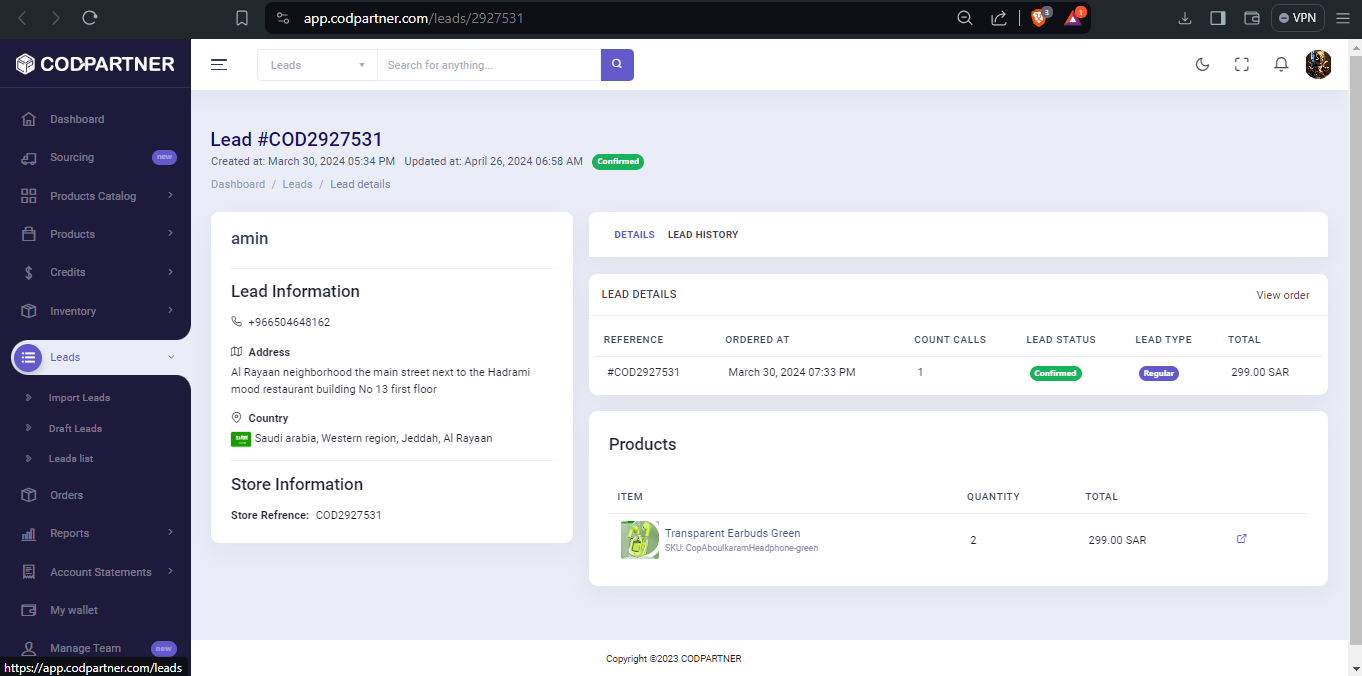 app.codpartner.com/leads/2927531
3
1
VPN
CODPARTNER
Leads
Search for anything...
Dashboard
Sourcing
new
Products Catalog
Products
Credits
Inventory
Leads
Import Leads
Draft Leads
Leads list
Orders
Reports
Account Statements
My wallet
Manage Team
new
https://app.codpartner.com/leads
Lead #COD2927531
Created at: March 30, 2024 05:34 PM Updated at: April 26, 2024 06:58 AM Confirmed
Dashboard / Leads / Lead details
amin
Lead Information
+966504648162
Address
Al Rayaan neighborhood the main street next to the Hadrami
mood restaurant building No 13 first floor
Country
Saudi arabia, Western region, Jeddah, Al Rayaan
Store Information
Store Refrence: COD2927531
DETAILS LEAD HISTORY
LEAD DETAILS
View order
REFERENCE ORDERED AT COUNT CALLS LEAD STATUS LEAD TYPE TOTAL
#COD2927531 March 30, 2024 07:33 PM 1 Confirmed Regular 299.00 SAR
Products
ITEM QUANTITY TOTAL
Transparent Earbuds Green
SKU: CopAboulkaramHeadphone-green
2 299.00 SAR
Copyright ©2023 CODPARTNER